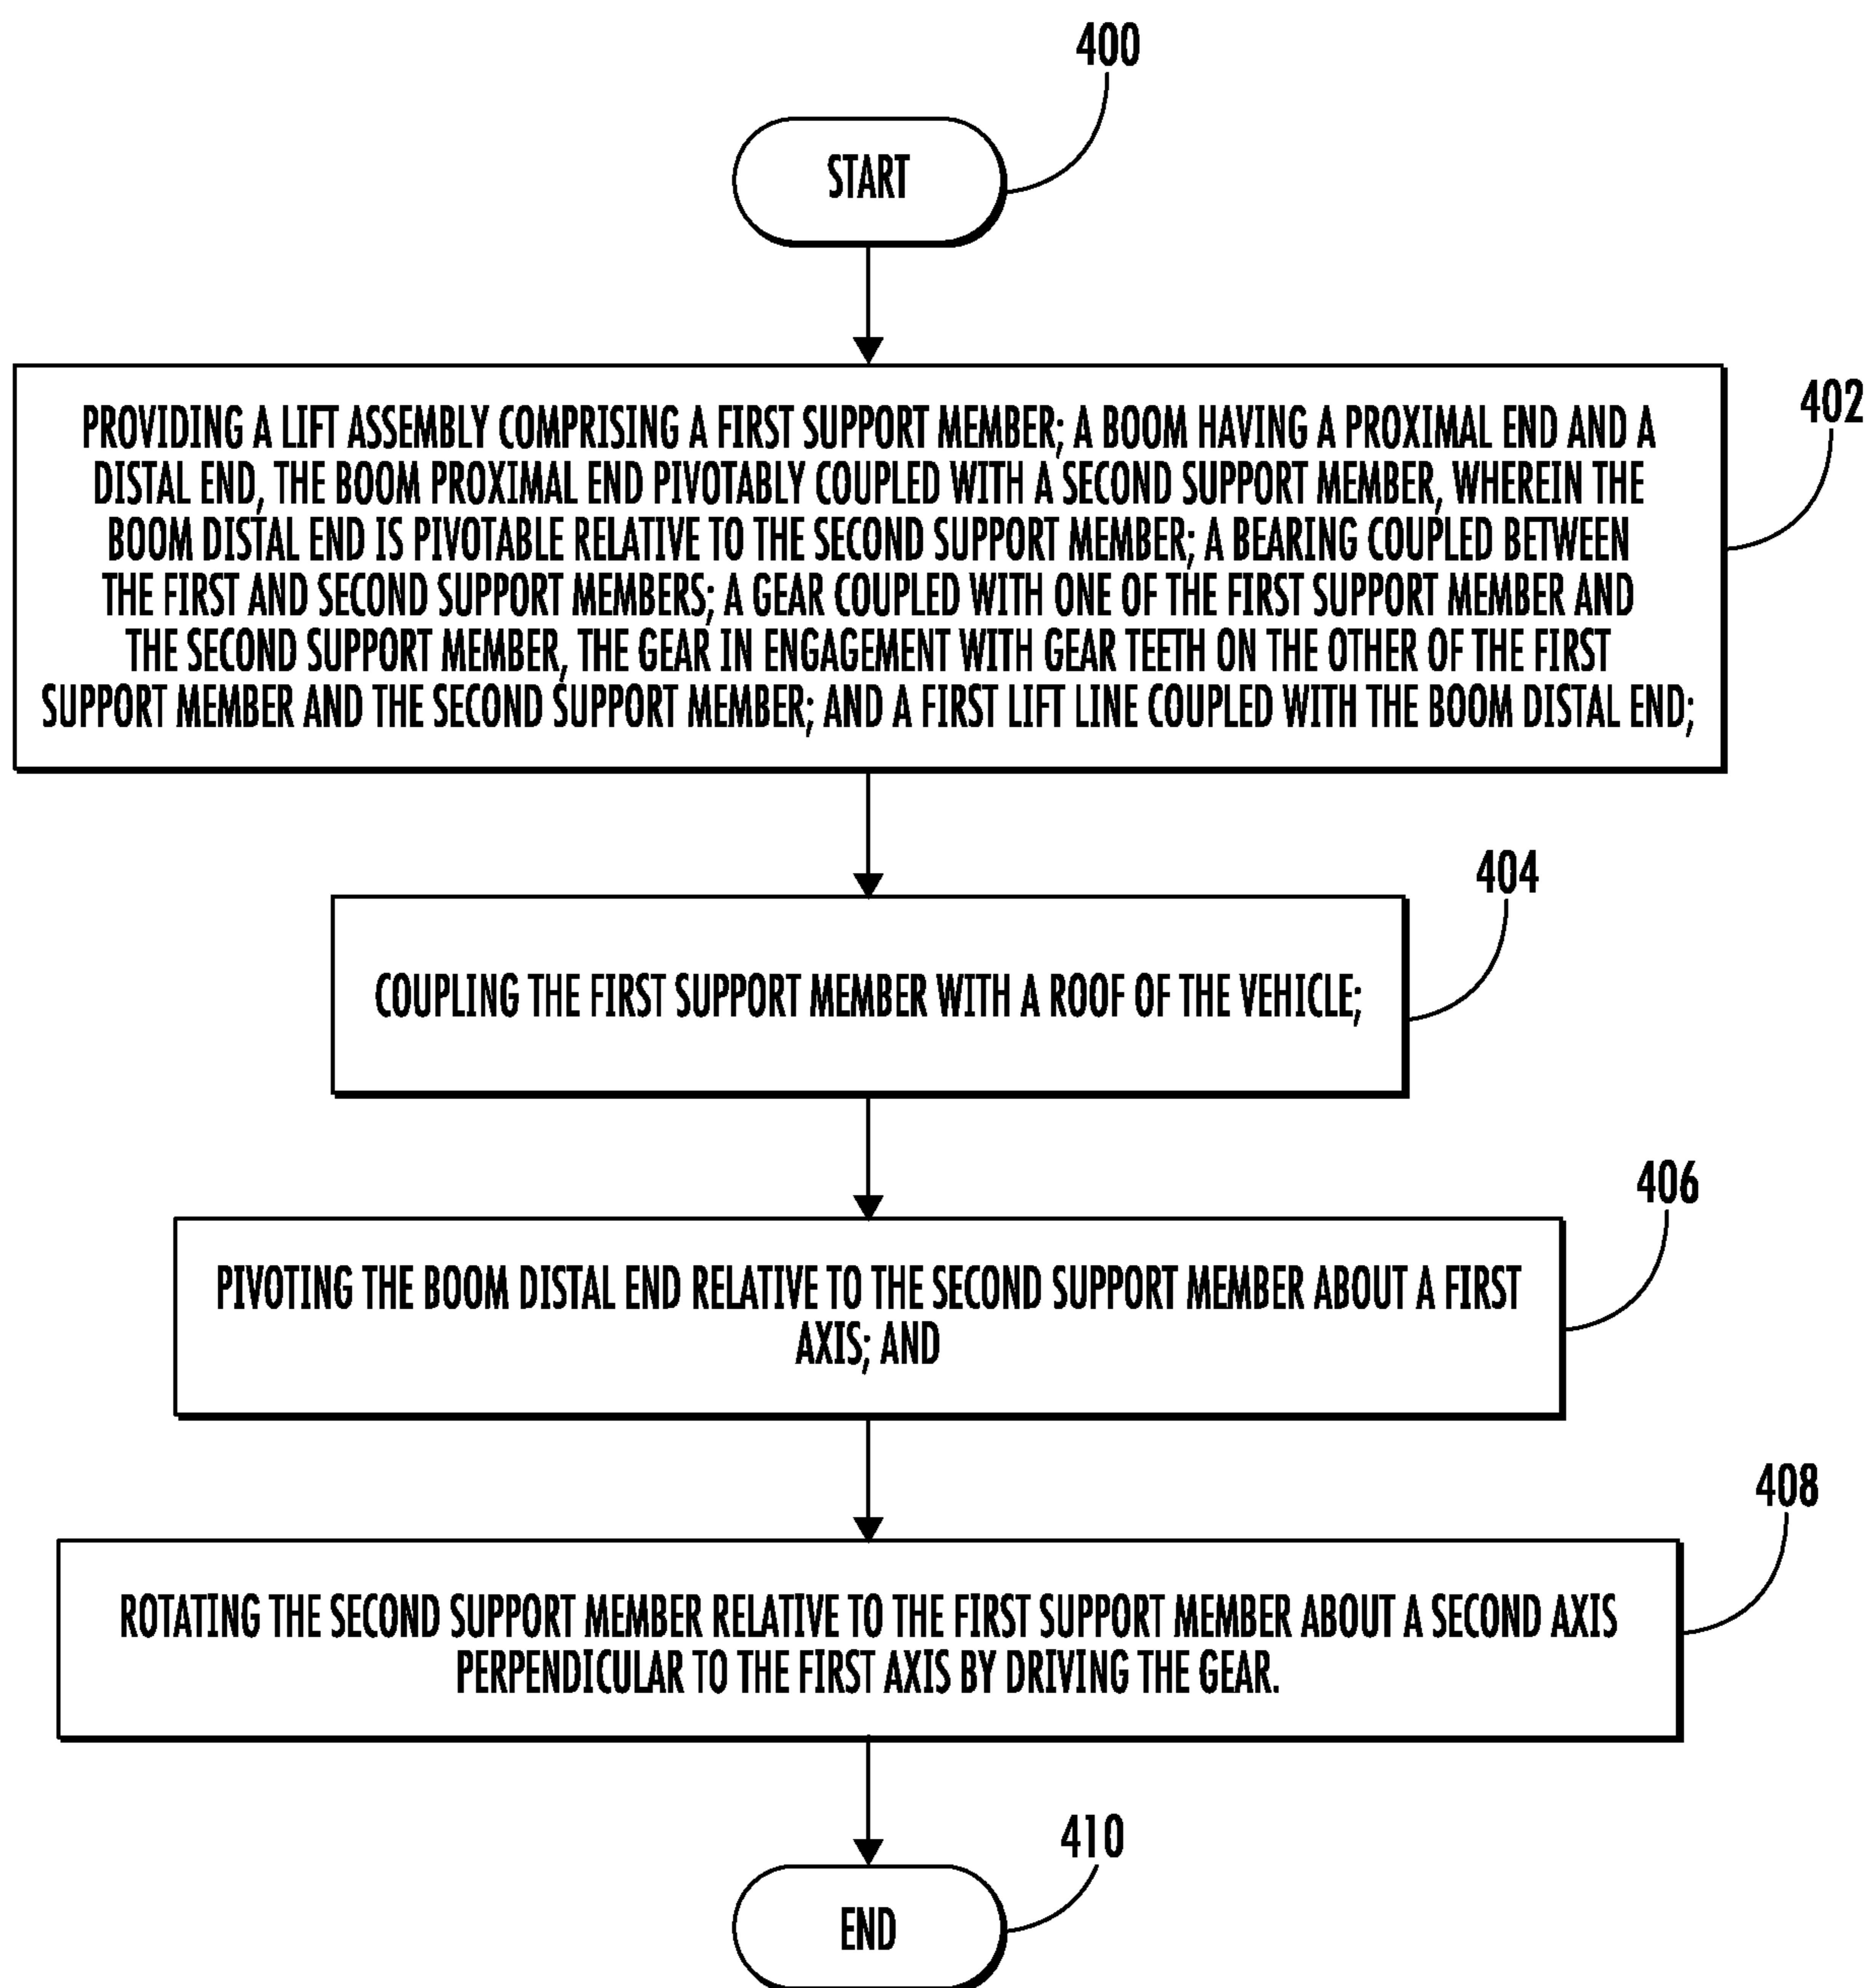 400
START
402
PROVIDING A LIFT ASSEMBLY COMPRISING A FIRST SUPPORT MEMBER; A BOOM HAVING A PROXIMAL END AND A
DISTAL END, THE BOOM PROXIMAL END PIVOTABLY COUPLED WITH A SECOND SUPPORT MEMBER, WHEREIN THE
BOOM DISTAL END IS PIVOTABLE RELATIVE TO THE SECOND SUPPORT MEMBER; A BEARING COUPLED BETWEEN
THE FIRST AND SECOND SUPPORT MEMBERS; A GEAR COUPLED WITH ONE OF THE FIRST SUPPORT MEMBER AND
THE SECOND SUPPORT MEMBER, THE GEAR IN ENGAGEMENT WITH GEAR TEETH ON THE OTHER OF THE FIRST
SUPPORT MEMBER AND THE SECOND SUPPORT MEMBER; AND A FIRST LIFT LINE COUPLED WITH THE BOOM DISTAL END;
404
COUPLING THE FIRST SUPPORT MEMBER WITH A ROOF OF THE VEHICLE;
406
PIVOTING THE BOOM DISTAL END RELATIVE TO THE SECOND SUPPORT MEMBER ABOUT A FIRST
AXIS; AND
408
ROTATING THE SECOND SUPPORT MEMBER RELATIVE TO THE FIRST SUPPORT MEMBER ABOUT A SECOND AXIS
PERPENDICULAR TO THE FIRST AXIS BY DRIVING THE GEAR.
410
END